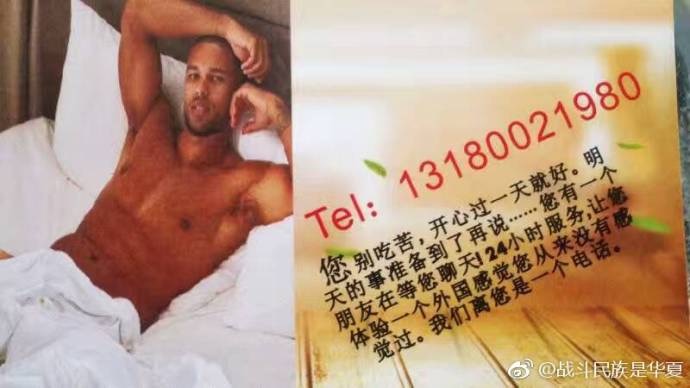 Tel: 13180021980
您别吃苦，开心过一天就好。明
天的事准备到了再说……您有一个
朋友在等您聊天！24小时服务，让您
体验一个外国感觉您从来没有感
觉过。我们离您是一个电话。
@战斗民族是华夏